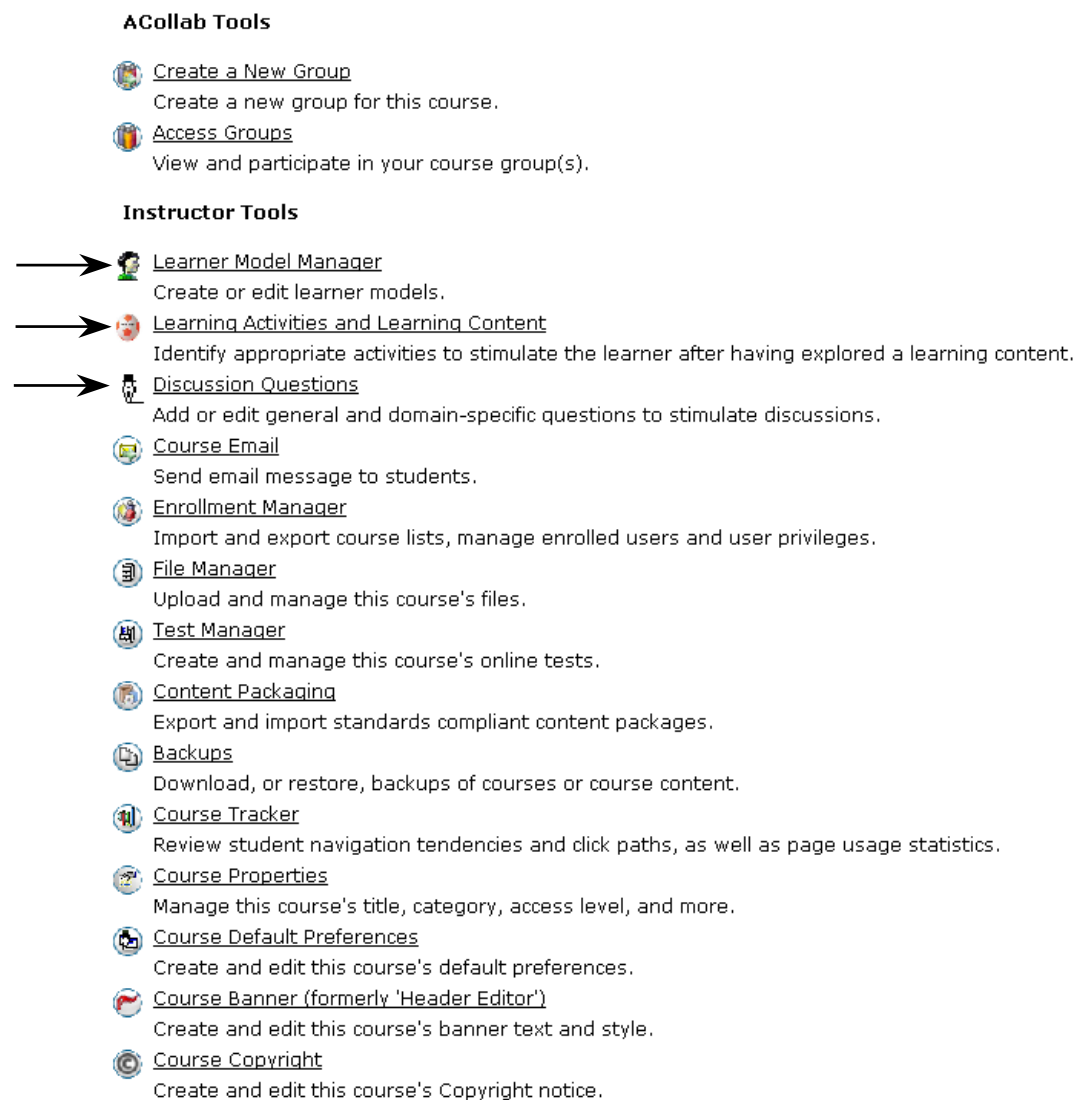 ACollab Tools
Create a New Group
Create a new group for this course.
Access Groups
View and participate in your course group(s).
Instructor Tools
Learner Model Manager
Create or edit learner models.
Learning Activities and Learning Content
Identify appropriate activities to stimulate the learner after having explored a learning content.
Discussion Questions
Add or edit general and domain-specific questions to stimulate discussions.
Course Email
Send email message to students.
Enrollment Manager
Import and export course lists, manage enrolled users and user privileges.
File Manager
Upload and manage this course's files.
Test Manager
Create and manage this course's online tests.
Content Packaging
Export and import standards compliant content packages.
Backups
Download, or restore, backups of courses or course content.
Course Tracker
Review student navigation tendencies and click paths, as well as page usage statistics.
Course Properties
Manage this course's title, category, access level, and more.
Course Default Preferences
Create and edit this course's default preferences.
Course Banner (formerly 'Header Editor')
Create and edit this course's banner text and style.
Course Copyright
Create and edit this course's Copyright notice.